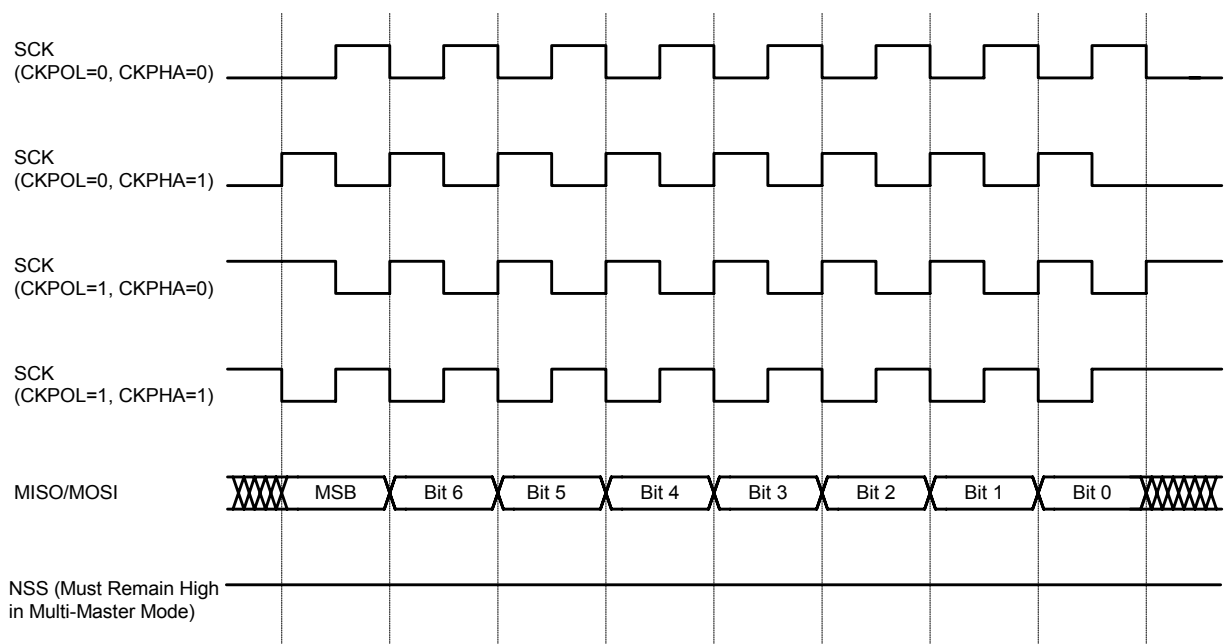 SCK
(CKPOL=0, CKPHA=0)
SCK
(CKPOL=0, CKPHA=1)
SCK
(CKPOL=1, CKPHA=0)
SCK
(CKPOL=1, CKPHA=1)
MISO/MOSI MSB Bit 6 Bit 5 Bit 4 Bit 3 Bit 2 Bit 1 Bit 0
NSS (Must Remain High
in Multi-Master Mode)